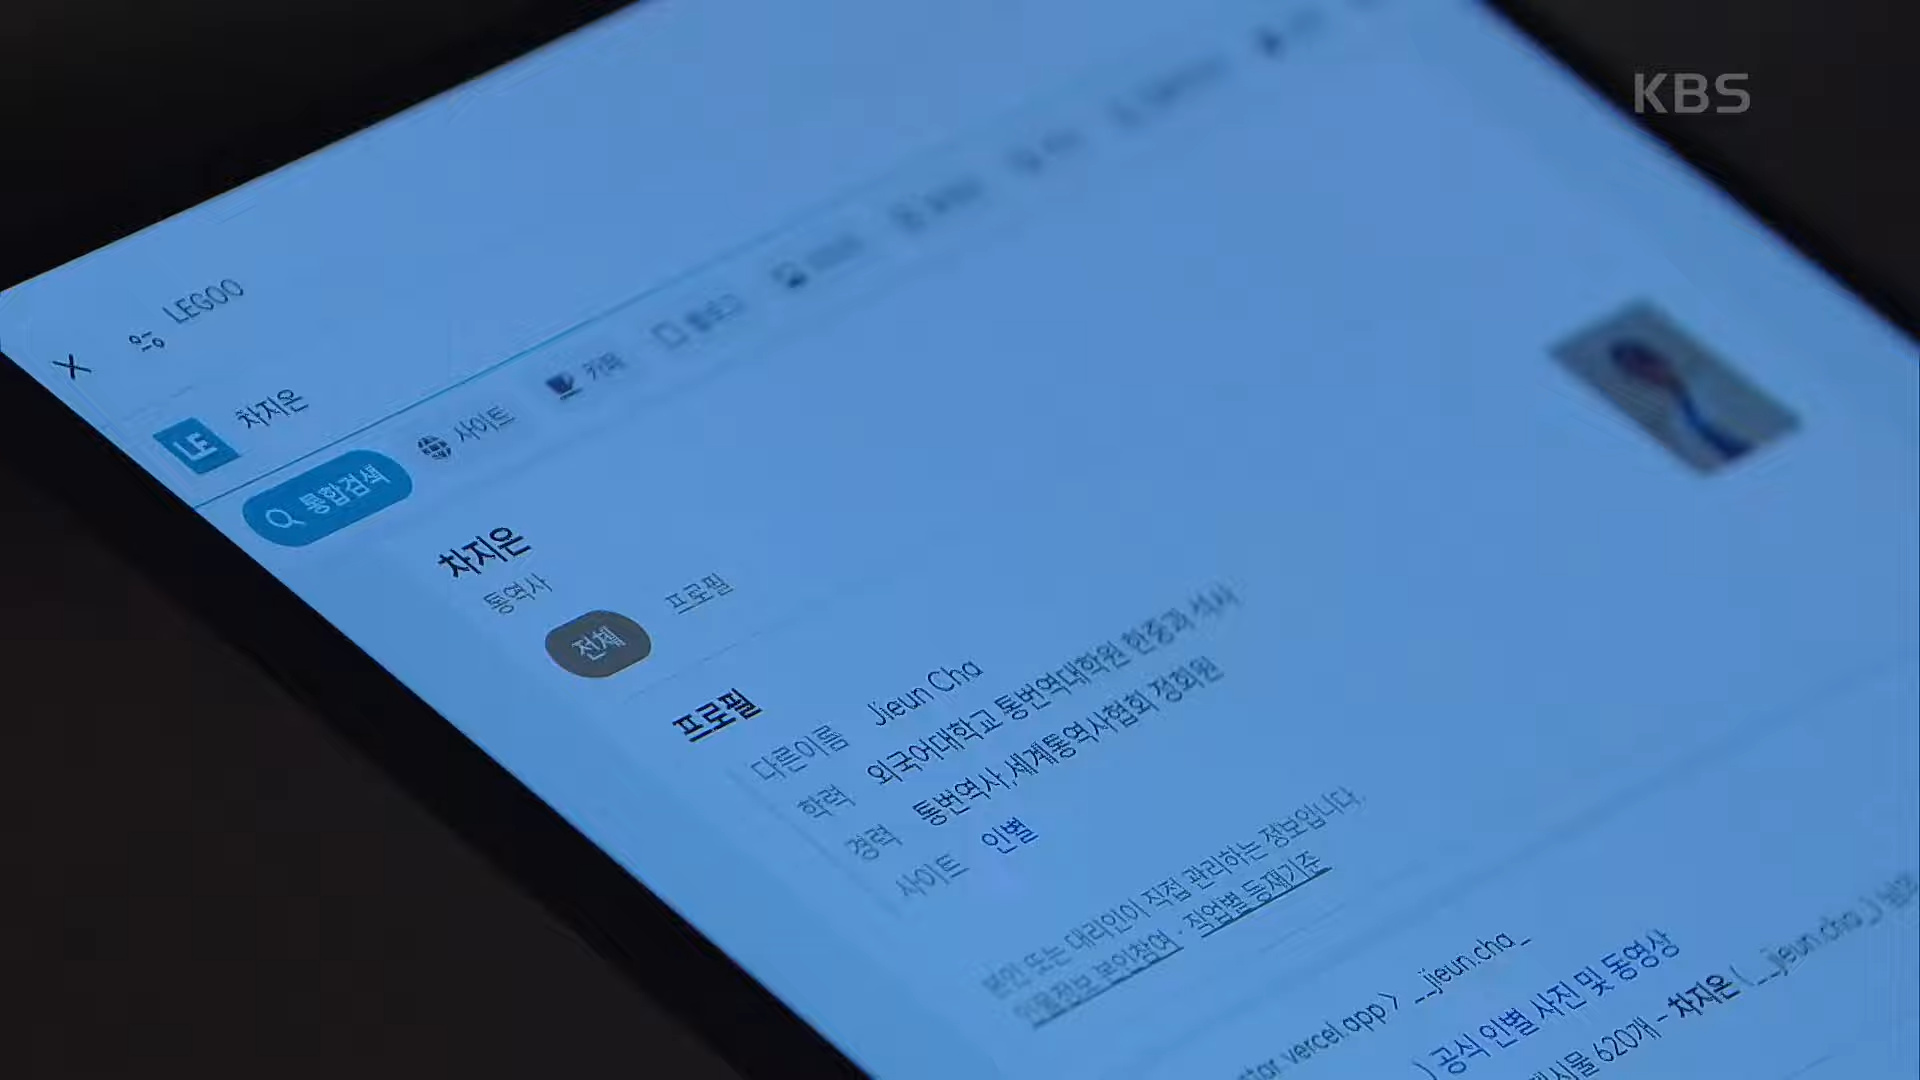 KBS
LEGOO
차지은
LE
통합검색
사이트
카페
블로그
차지은
통역사
전체
프로필
프로필
다른이름 Jieun Cha
학력 외국어대학교 통번역대학원 한중과 석사
경력 통번역사,세계통역사협회 정회원
사이트 인별
본인 또는 대리인이 직접 관리하는 정보입니다.
인물정보 본인참여 · 직업별 등재기준
vercel.app > __jieun.cha_
) 공식 인별 사진 및 동영상
620개 - 차지은 (__jieun.cha_)